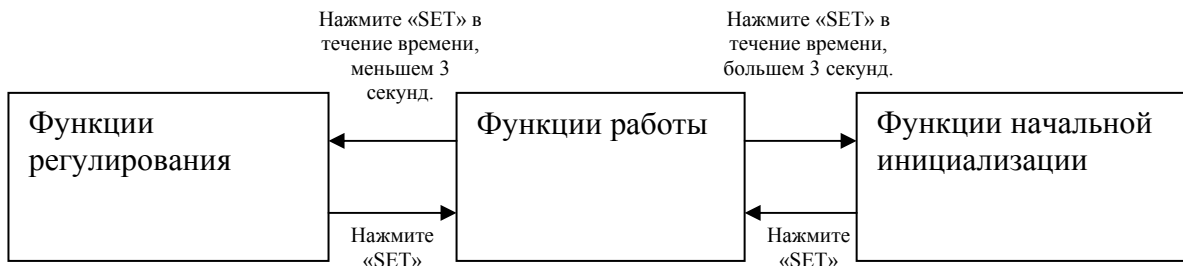 Нажмите «SET» в
течение времени,
меньшем 3
секунд.
Нажмите «SET» в
течение времени,
большем 3 секунд.
Функции
регулирования
Функции работы
Функции начальной
инициализации
Нажмите
«SET»
Нажмите
«SET»